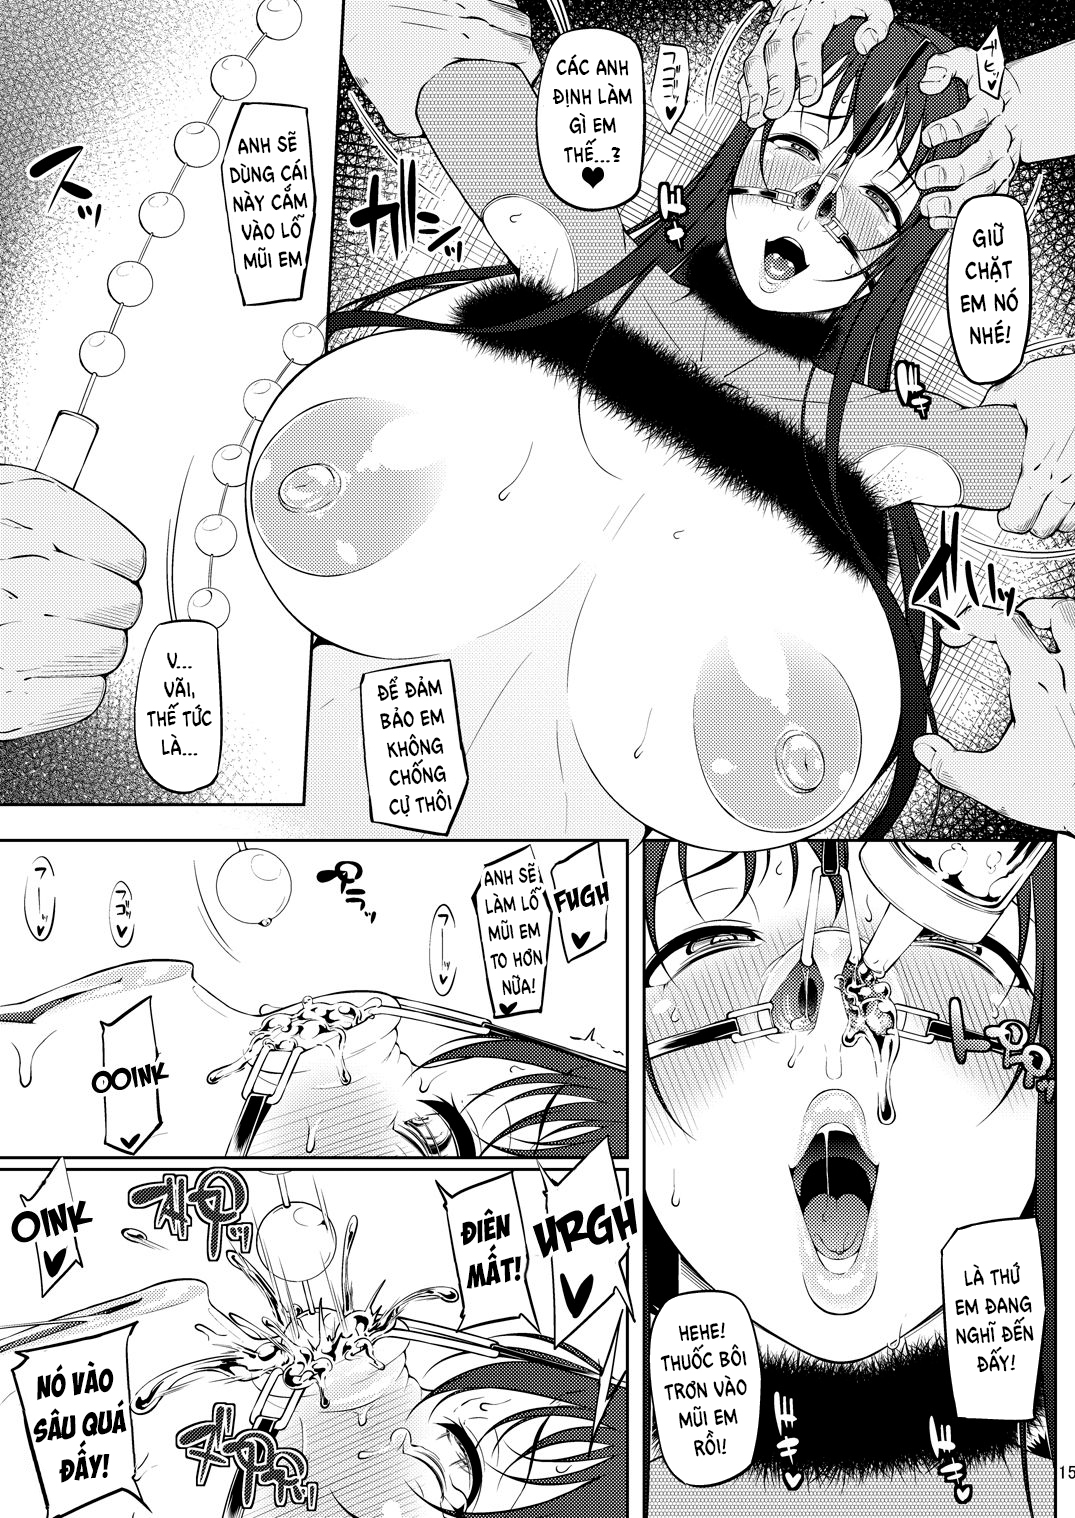 GIỮ
CHẶT
EM NÓ
NHÉ!
CÁC ANH
ĐỊNH LÀM
GÌ EM
THẾ...?
♥
ANH SẼ
DÙNG CÁI
NÀY CẮM
VÀO LỖ
MŨI EM
ĐỂ ĐẢM
BẢO EM
KHÔNG
CHỐNG
CỰ THÔI
V...
VÃI,
THẾ TỨC
LÀ...
LÀ THỨ
EM ĐANG
NGHĨ ĐẾN
ĐẤY!
HEHE!
THUỐC BÔI
TRƠN VÀO
MŨI EM
RỒI!
FUGH
ANH SẼ
LÀM LỖ
MŨI EM
TO HƠN
NỮA!
OOINK
URGH
ĐIÊN
MẤT!
OINK
NÓ VÀO
SÂU QUÁ
ĐẤY!
15